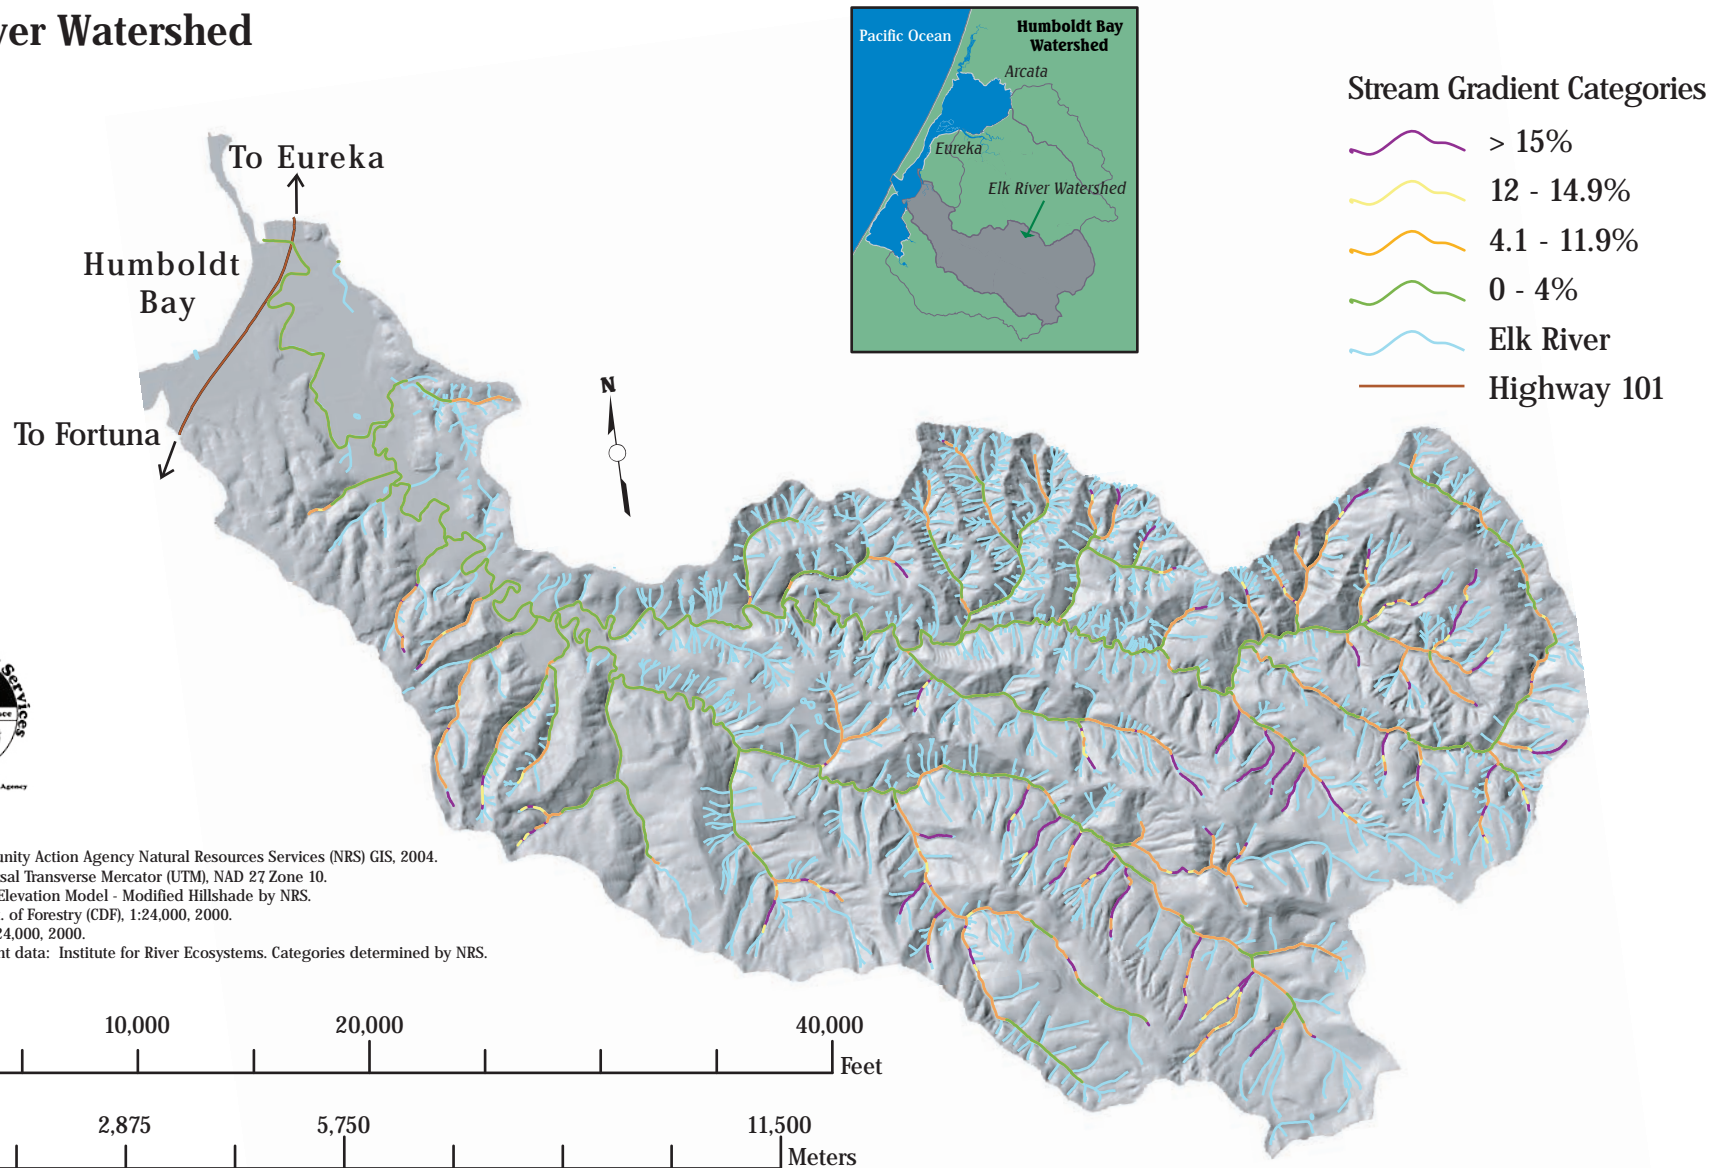 ver Watershed
Pacific Ocean
Humboldt Bay
Watershed
Arcata
Eureka
Elk River Watershed
Stream Gradient Categories
> 15%
12 - 14.9%
4.1 - 11.9%
0 - 4%
Elk River
Highway 101
To Eureka
Humboldt
Bay
To Fortuna
N
Services
Agency
unity Action Agency Natural Resources Services (NRS) GIS, 2004.
rsal Transverse Mercator (UTM), NAD 27, Zone 10.
Elevation Model - Modified Hillshade by NRS.
. of Forestry (CDF), 1:24,000, 2000.
24,000, 2000.
nt data: Institute for River Ecosystems. Categories determined by NRS.
10,000
20,000
40,000
Feet
2,875
5,750
11,500
Meters